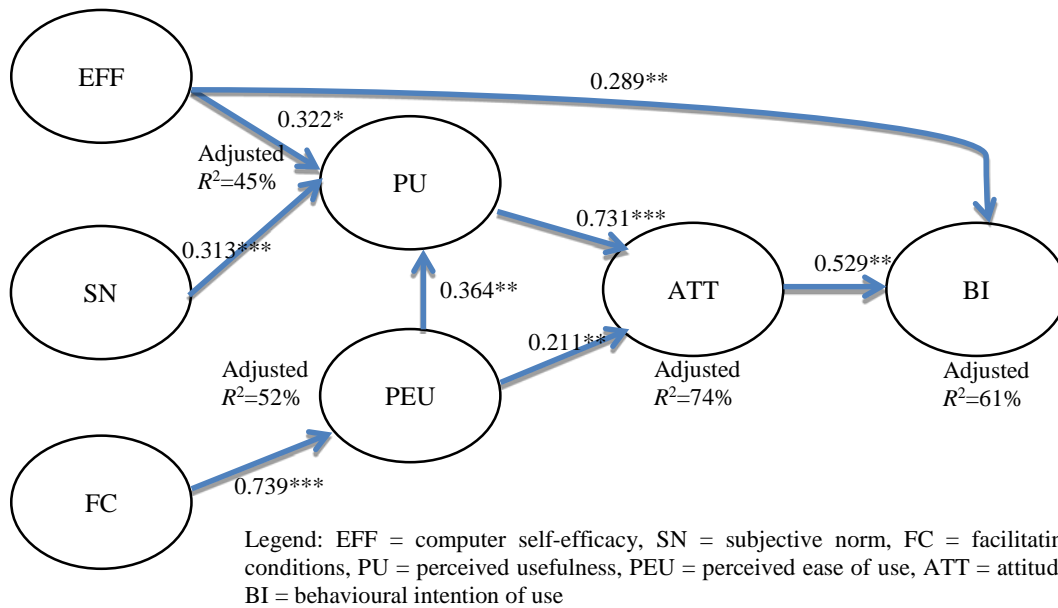 EFF
0.289**
0.322*
Adjusted
R²=45%
PU
0.731***
0.313***
SN
0.364**
ATT
0.529**
BI
0.211**
Adjusted
R²=52%
PEU
Adjusted
R²=74%
Adjusted
R²=61%
0.739***
FC
Legend: EFF = computer self-efficacy, SN = subjective norm, FC = facilitatin
conditions, PU = perceived usefulness, PEU = perceived ease of use, ATT = attitud
BI = behavioural intention of use